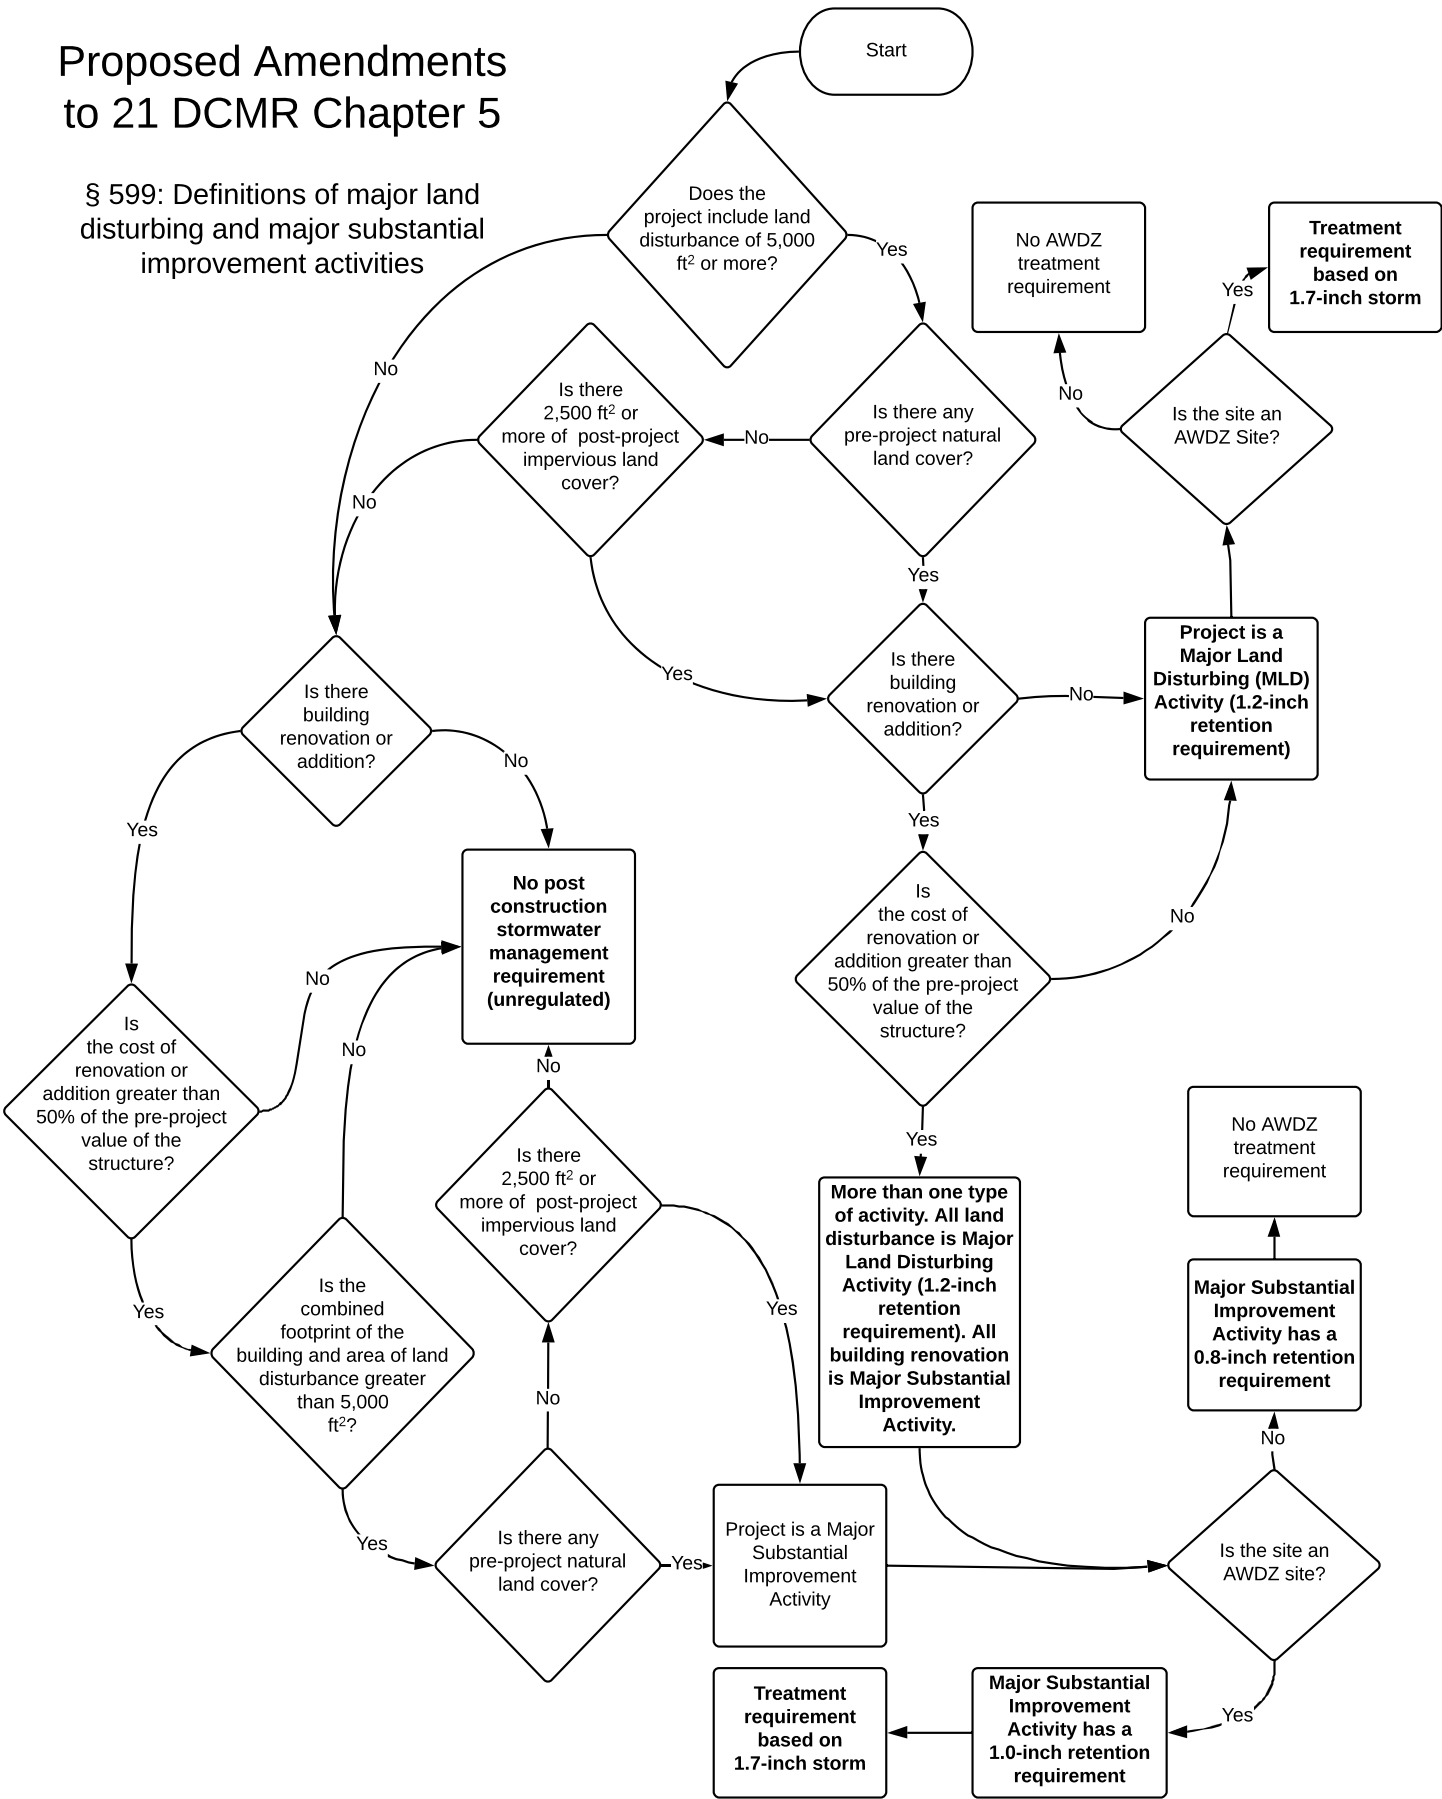 Proposed Amendments
to 21 DCMR Chapter 5
§ 599: Definitions of major land
disturbing and major substantial
improvement activities
Start
Does the
project include land
disturbance of 5,000
ft² or more?
Yes
No
No AWDZ
treatment
requirement
Treatment
requirement
based on
1.7-inch storm
Yes
No
Is there
2,500 ft² or
more of  post-project
impervious land
cover?
No
Is there any
pre-project natural
land cover?
Is the site an
AWDZ Site?
No
Yes
Yes
Is there
building
renovation or
addition?
No
Project is a
Major Land
Disturbing (MLD)
Activity (1.2-inch
retention
requirement)
Is there
building
renovation or
addition?
No
Yes
Yes
No post
construction
stormwater
management
requirement
(unregulated)
Is
the cost of
renovation or
addition greater than
50% of the pre-project
value of the
structure?
No
Yes
Is
the cost of
renovation or
addition greater than
50% of the pre-project
value of the
structure?
No
No
No
Yes
Is there
2,500 ft² or
more of  post-project
impervious land
cover?
Yes
More than one type
of activity. All land
disturbance is Major
Land Disturbing
Activity (1.2-inch
retention
requirement). All
building renovation
is Major Substantial
Improvement
Activity.
No AWDZ
treatment
requirement
Major Substantial
Improvement
Activity has a
0.8-inch retention
requirement
No
Is the
combined
footprint of the
building and area of land
disturbance greater
than 5,000
ft²?
Yes
No
Is there any
pre-project natural
land cover?
Yes
Project is a Major
Substantial
Improvement
Activity
Is the site an
AWDZ site?
Yes
Major Substantial
Improvement
Activity has a
1.0-inch retention
requirement
Treatment
requirement
based on
1.7-inch storm